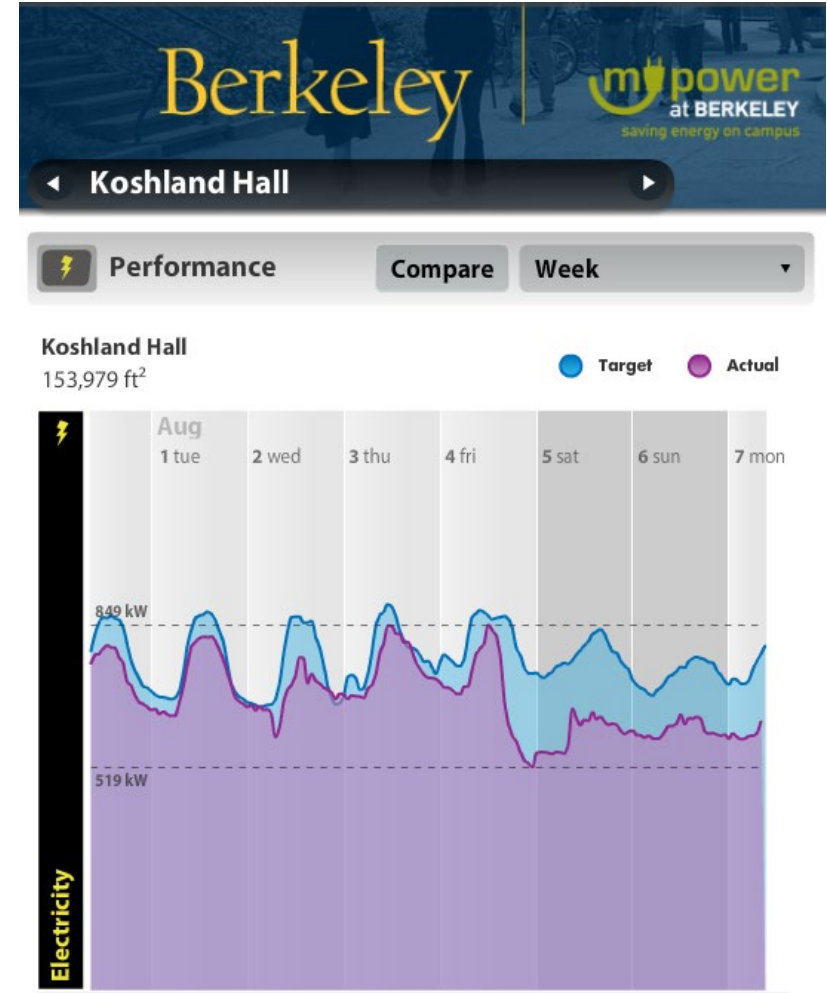 Berkeley
my power
at BERKELEY
saving energy on campus
Koshland Hall
Performance
Compare
Week
Koshland Hall
153,979 ft²
Target
Actual
Aug
1 tue
2 wed
3 thu
4 fri
5 sat
6 sun
7 mon
849 kW
519 kW
Electricity